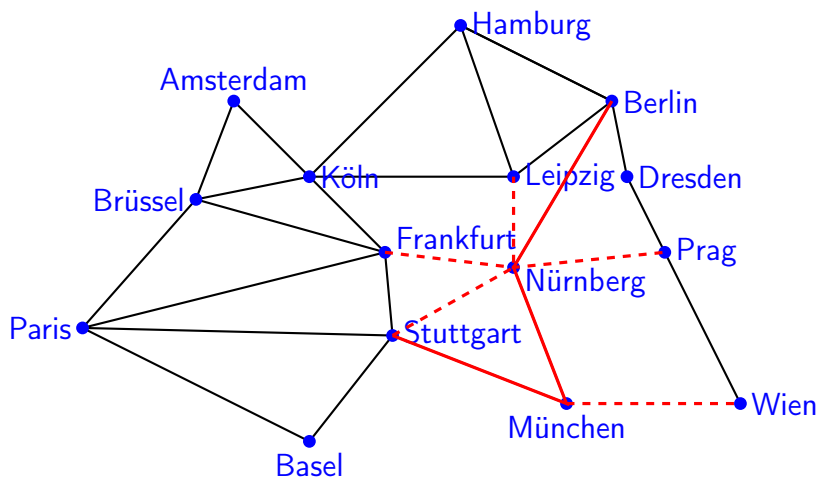 Hamburg
Amsterdam
Berlin
Köln
Leipzig
Dresden
Brüssel
Frankfurt
Prag
Nürnberg
Paris
Stuttgart
Wien
München
Basel